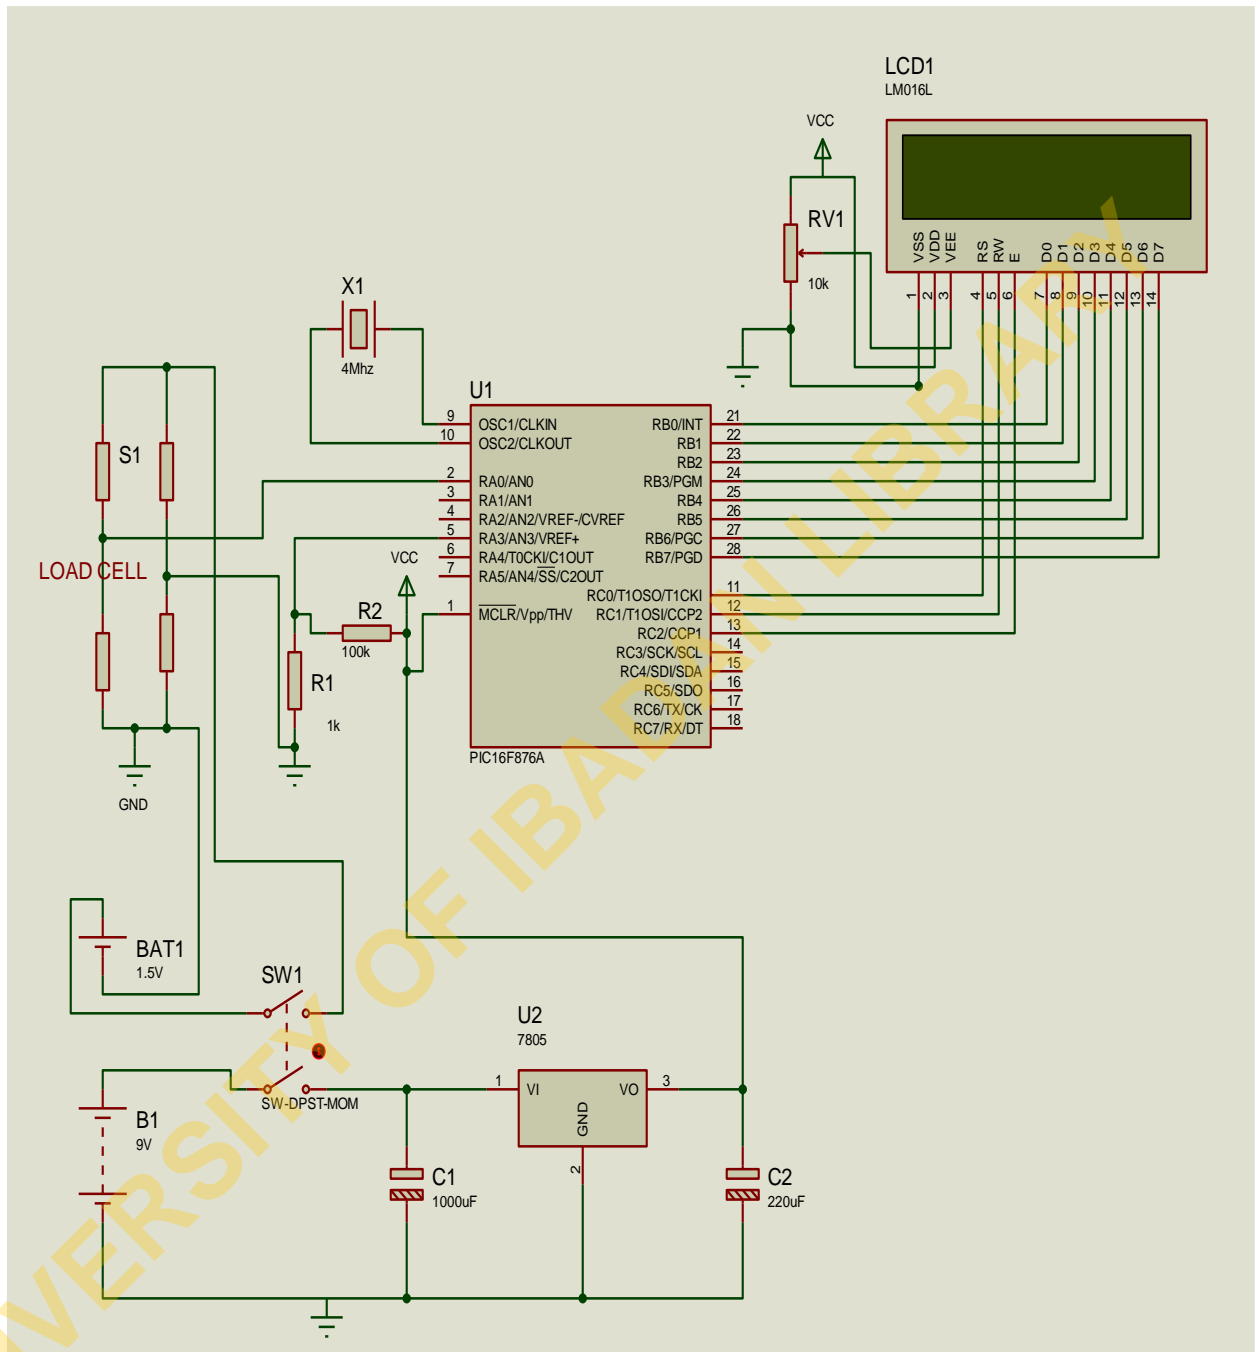 LCD1
LM016L
VCC
RV1
10k
VSS
VDD
VEE
RS
RW
E
D0
D1
D2
D3
D4
D5
D6
D7
1
2
3
4
5
6
7
8
9
10
11
12
13
14
X1
4Mhz
U1
9 OSC1/CLKIN
10 OSC2/CLKOUT
2 RA0/AN0
3 RA1/AN1
4 RA2/AN2/VREF-/CVREF
5 RA3/AN3/VREF+
6 RA4/T0CKI/C1OUT
7 RA5/AN4/SS/C2OUT
1 MCLR/Vpp/THV
RB0/INT 21
RB1 22
RB2 23
RB3/PGM 24
RB4 25
RB5 26
RB6/PGC 27
RB7/PGD 28
RC0/T1OSO/T1CKI 11
RC1/T1OSI/CCP2 12
RC2/CCP1 13
RC3/SCK/SCL 14
RC4/SDI/SDA 15
RC5/SDO 16
RC6/TX/CK 17
RC7/RX/DT 18
PIC16F876A
S1
LOAD CELL
VCC
R2
100k
R1
1k
GND
BAT1
1.5V
SW1
SW-DPST-MOM
B1
9V
U2
7805
1 VI
VO 3
GND
2
C1
1000uF
C2
220uF
VERSITY OF IBADAN LIBRARY